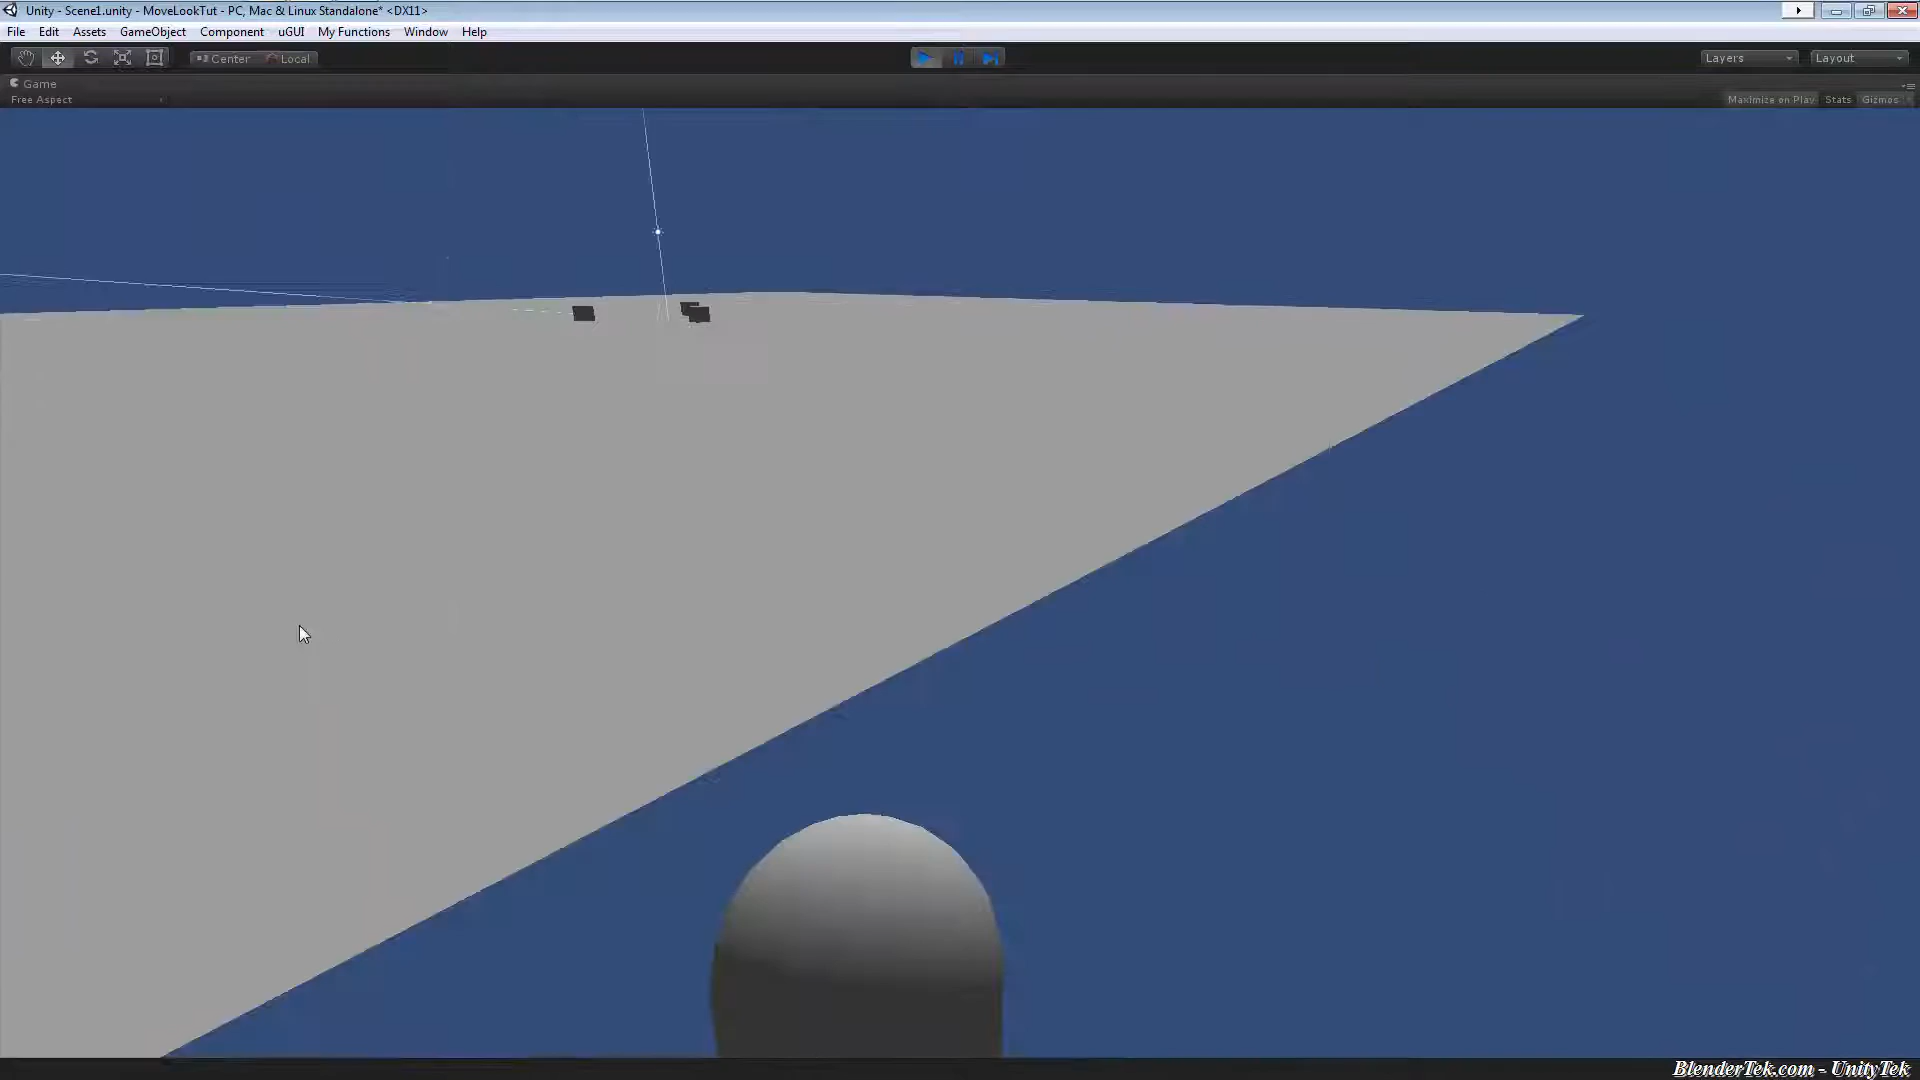 Unity - Scene1.unity - MoveLookTut - PC, Mac & Linux Standalone* <DX11>
File Edit Assets GameObject Component uGUI My Functions Window Help
Center Local Layers Layout
Game
Free Aspect Maximize on Play Stats Gizmos
BlenderTek.com - UnityTek